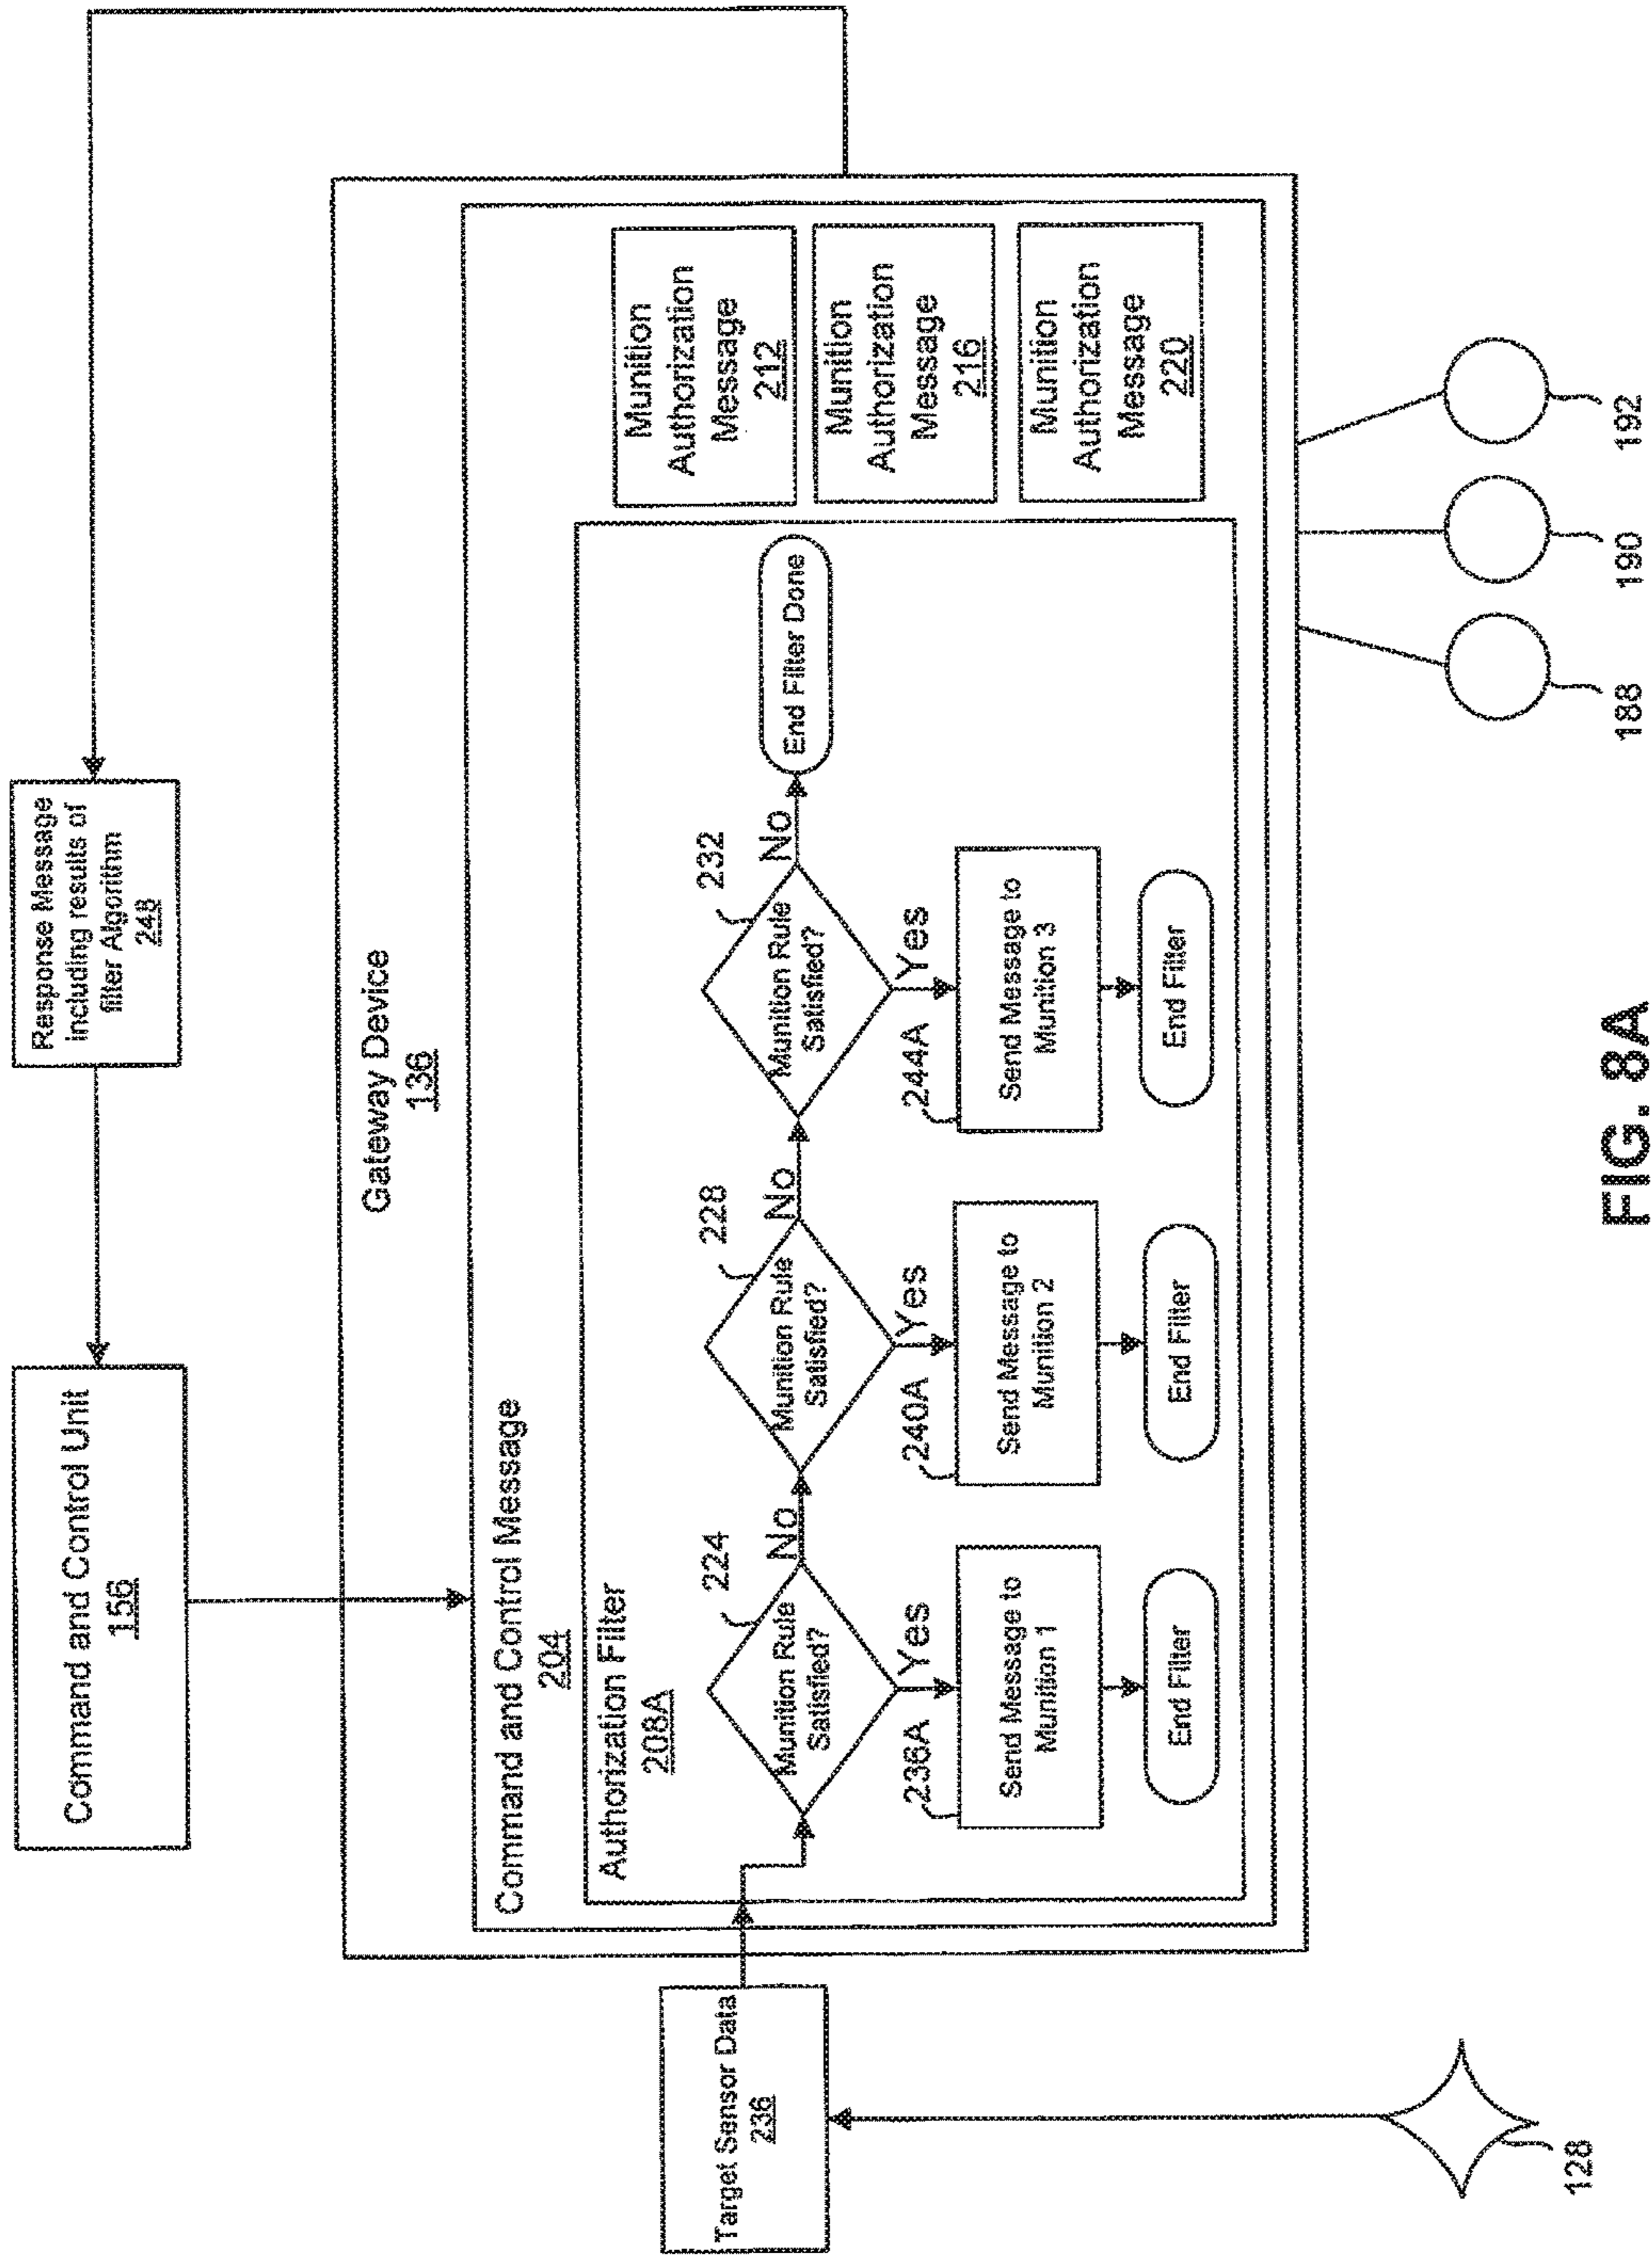 Command and Control Unit
156
Response Message
including results of
filter Algorithm
248
Gateway Device
136
Command and Control Message
204
Authorization Filter
208A
Target Sensor Data
236
224
Munition Rule
Satisfied?
No
228
Munition Rule
Satisfied?
No
232
Munition Rule
Satisfied?
No
End Filter Done
Yes
Yes
Yes
236A
Send Message to
Munition 1
End Filter
240A
Send Message to
Munition 2
End Filter
244A
Send Message to
Munition 3
End Filter
Munition
Authorization
Message
212
Munition
Authorization
Message
216
Munition
Authorization
Message
220
128
188
190
192
FIG. 8A